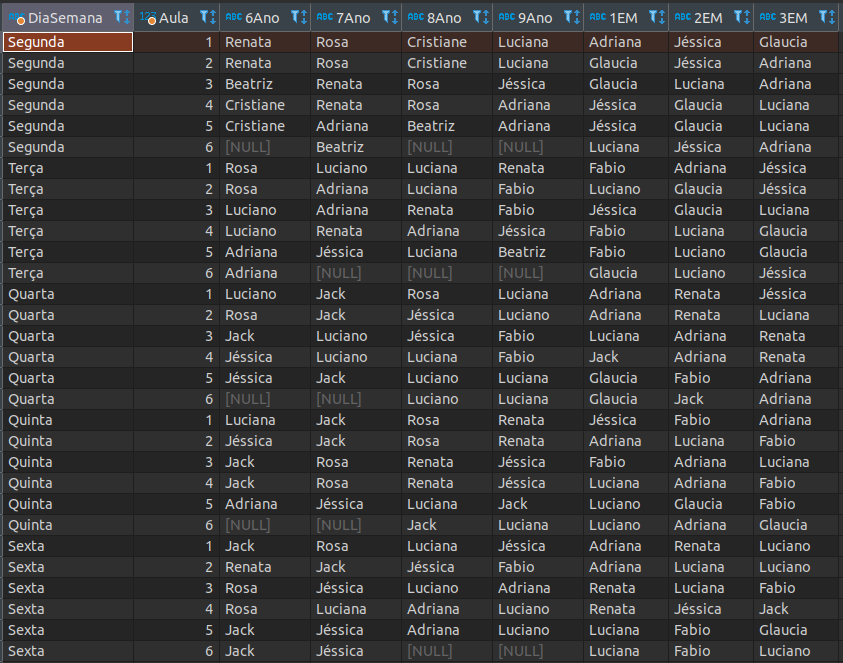 ABC DiaSemana 123 Aula ABC 6Ano ABC 7Ano ABC 8Ano ABC 9Ano ABC 1EM ABC 2EM ABC 3EM
Segunda 1 Renata Rosa Cristiane Luciana Adriana Jéssica Glaucia
Segunda 2 Renata Rosa Cristiane Luciana Glaucia Jéssica Adriana
Segunda 3 Beatriz Renata Rosa Jéssica Glaucia Luciana Adriana
Segunda 4 Cristiane Renata Rosa Adriana Jéssica Glaucia Luciana
Segunda 5 Cristiane Adriana Beatriz Adriana Jéssica Glaucia Luciana
Segunda 6 [NULL] Beatriz [NULL] [NULL] Luciana Jéssica Adriana
Terça 1 Rosa Luciano Luciana Renata Fabio Adriana Jéssica
Terça 2 Rosa Adriana Luciana Fabio Luciano Glaucia Jéssica
Terça 3 Luciano Adriana Renata Fabio Jéssica Glaucia Luciana
Terça 4 Luciano Renata Adriana Jéssica Fabio Luciana Glaucia
Terça 5 Adriana Jéssica Luciana Beatriz Fabio Luciano Glaucia
Terça 6 Adriana [NULL] [NULL] [NULL] Glaucia Luciano Jéssica
Quarta 1 Luciano Jack Rosa Luciana Adriana Renata Jéssica
Quarta 2 Rosa Jack Jéssica Luciano Adriana Renata Luciana
Quarta 3 Jack Luciano Jéssica Fabio Luciana Adriana Renata
Quarta 4 Jéssica Luciano Luciana Fabio Jack Adriana Renata
Quarta 5 Jéssica Jack Luciano Luciana Glaucia Fabio Adriana
Quarta 6 [NULL] [NULL] Luciano Luciana Glaucia Jack Adriana
Quinta 1 Luciana Jack Rosa Renata Jéssica Fabio Adriana
Quinta 2 Jéssica Jack Rosa Renata Adriana Luciana Fabio
Quinta 3 Jack Rosa Renata Jéssica Fabio Adriana Luciana
Quinta 4 Jack Rosa Renata Jéssica Luciana Adriana Fabio
Quinta 5 Adriana Jéssica Luciana Jack Luciano Glaucia Fabio
Quinta 6 [NULL] [NULL] Jack Luciana Luciano Adriana Glaucia
Sexta 1 Jack Rosa Luciana Jéssica Adriana Renata Luciano
Sexta 2 Renata Jack Jéssica Fabio Adriana Luciana Luciano
Sexta 3 Rosa Jéssica Luciano Adriana Renata Luciana Fabio
Sexta 4 Rosa Luciana Adriana Luciano Renata Jéssica Jack
Sexta 5 Jack Jéssica Adriana Luciano Luciana Fabio Glaucia
Sexta 6 Jack Jéssica [NULL] [NULL] Luciana Fabio Luciano